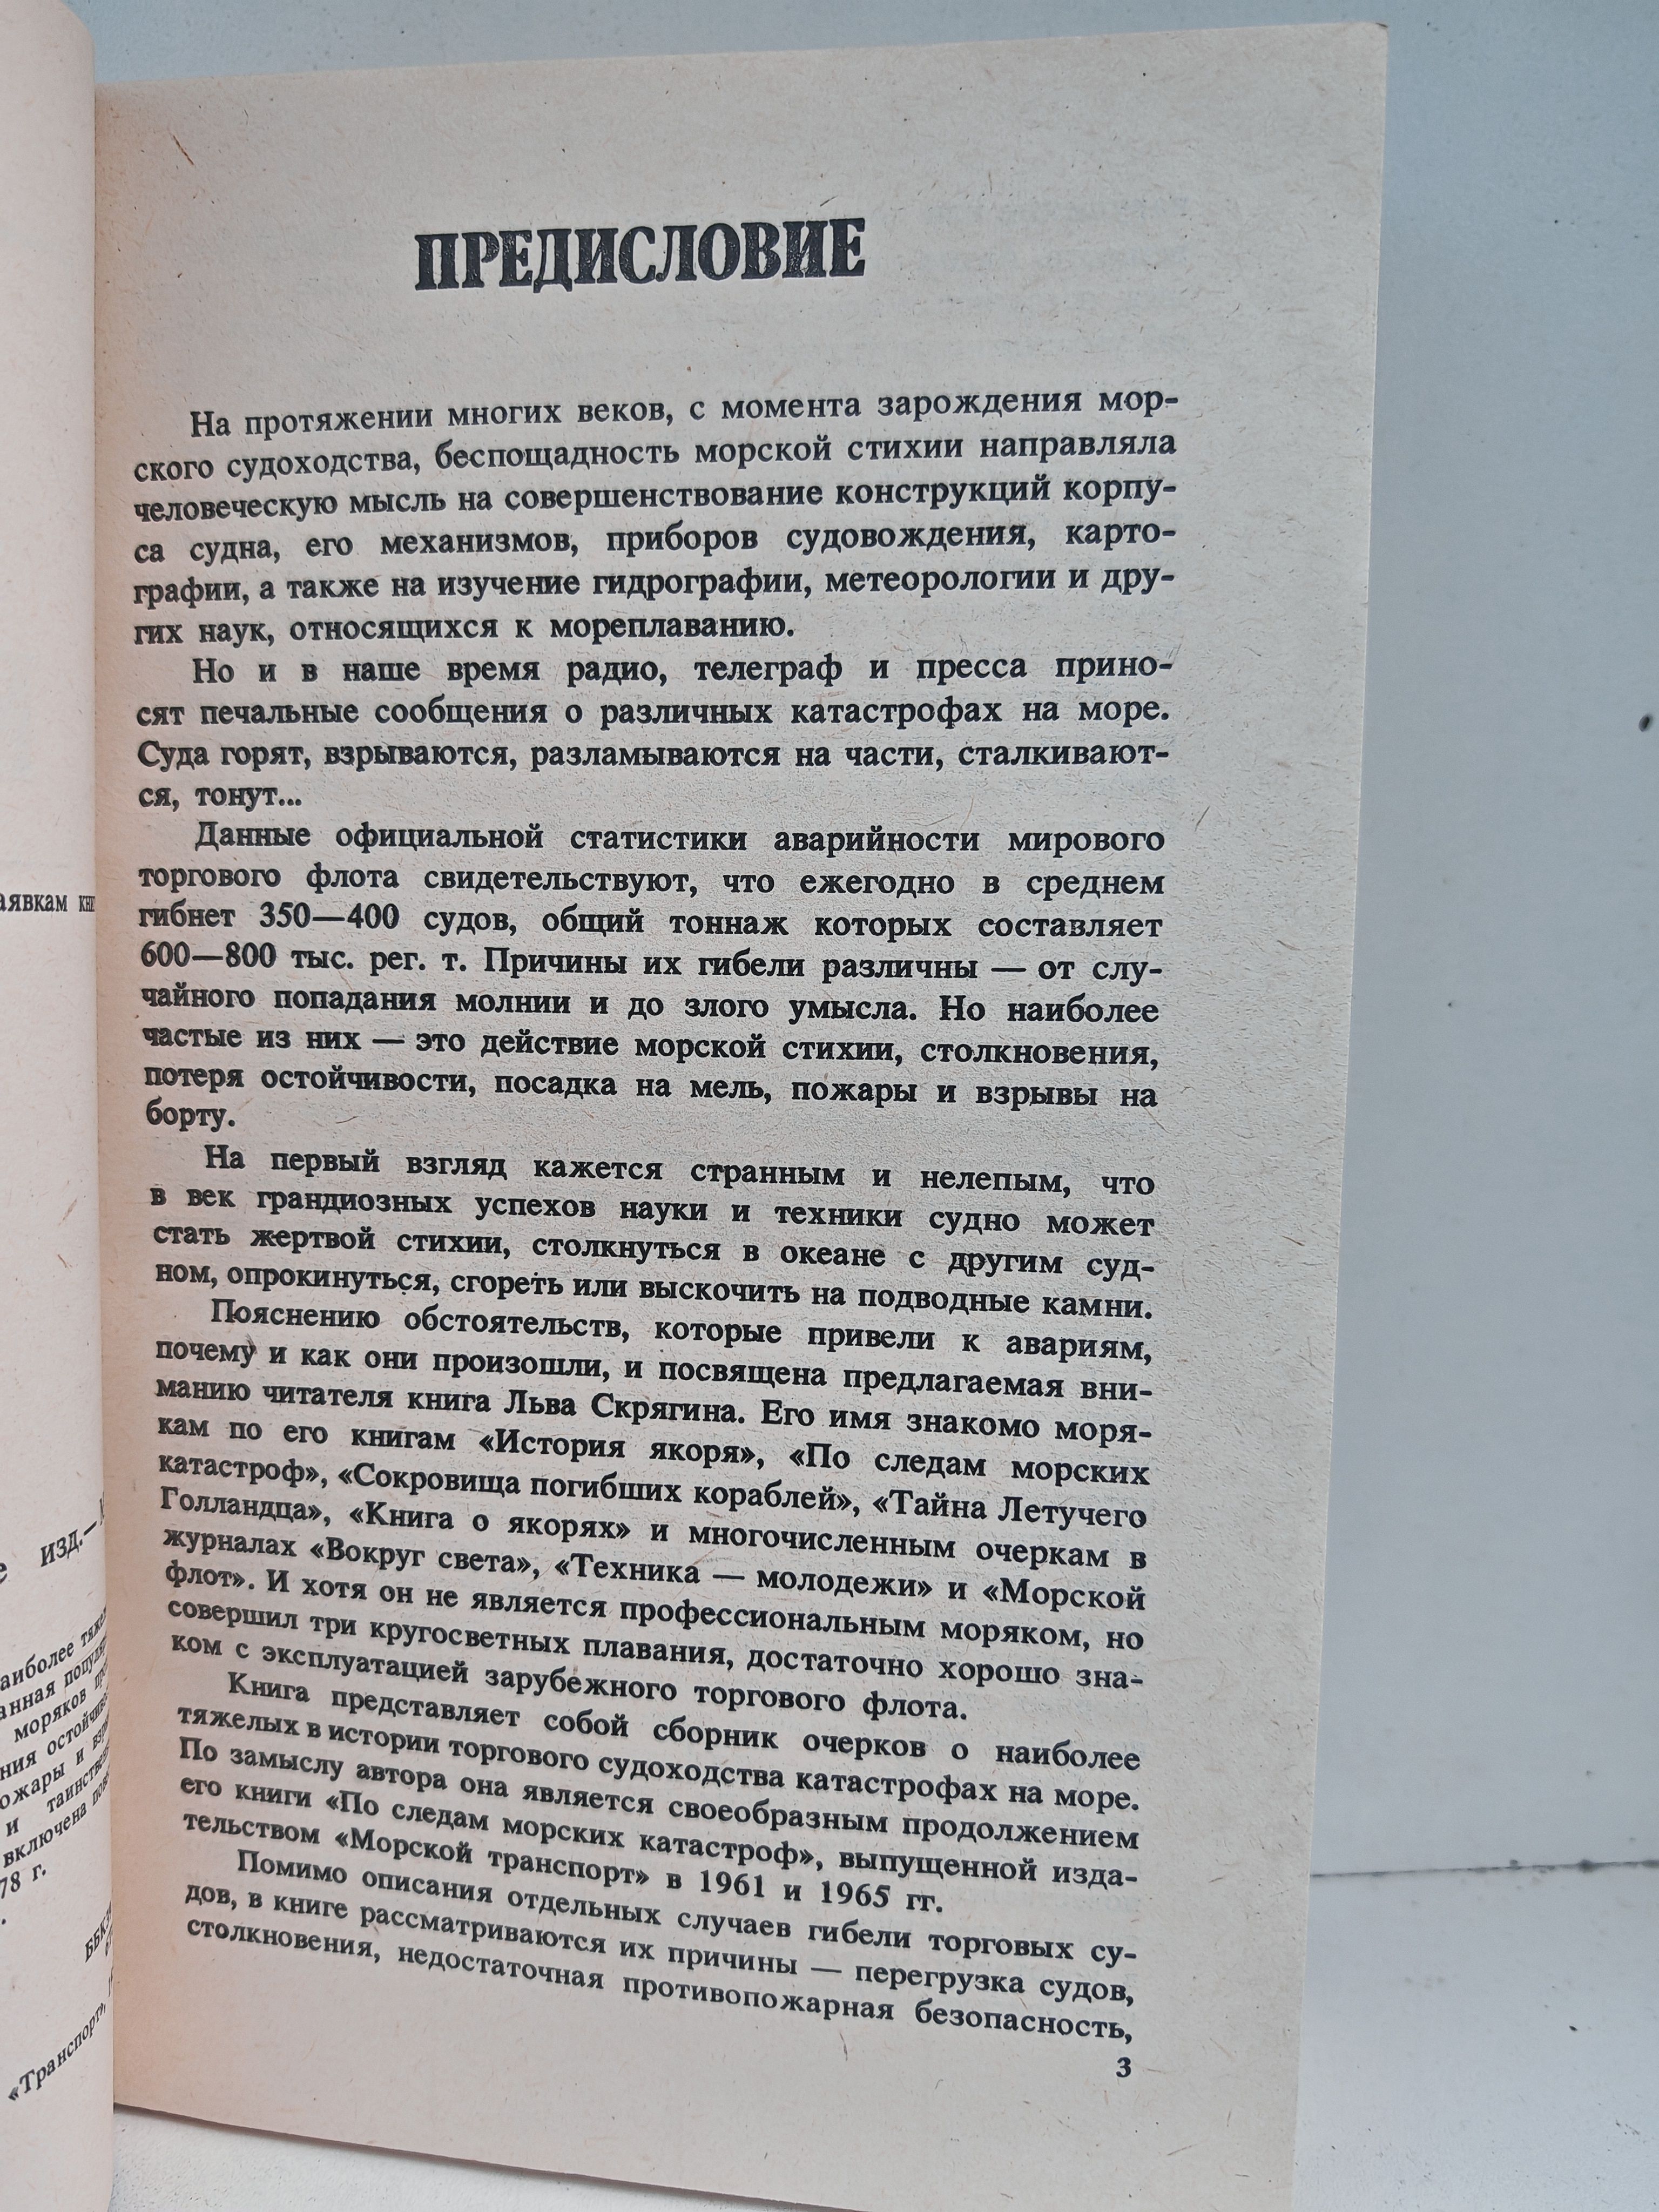 ПРЕДИСЛОВИЕ
На протяжении многих веков, с момента зарождения мор-
ского судоходства, беспощадность морской стихии направляла
человеческую мысль на совершенствование конструкций корпу-
са судна, его механизмов, приборов судовождения, карто-
графии, а также на изучение гидрографии, метеорологии и дру-
гих наук, относящихся к мореплаванию.
Но и в наше время радио, телеграф и пресса прино-
сят печальные сообщения о различных катастрофах на море.
Суда горят, взрываются, разламываются на части, сталкивают-
ся, тонут...
Данные официальной статистики аварийности мирового
торгового флота свидетельствуют, что ежегодно в среднем
гибнет 350—400 судов, общий тоннаж которых составляет
600—800 тыс. рег. т. Причины их гибели различны — от слу-
чайного попадания молнии и до злого умысла. Но наиболее
частые из них — это действие морской стихии, столкновения,
потеря остойчивости, посадка на мель, пожары и взрывы на
борту.
На первый взгляд кажется странным и нелепым, что
в век грандиозных успехов науки и техники судно может
стать жертвой стихии, столкнуться в океане с другим суд-
ном, опрокинуться, сгореть или выскочить на подводные камни.
Пояснению обстоятельств, которые привели к авариям,
почему и как они произошли, и посвящена предлагаемая вни-
манию читателя книга Льва Скрягина. Его имя знакомо моря-
кам по его книгам «История якоря», «По следам морских
катастроф», «Сокровища погибших кораблей», «Тайна Летучего
Голландца», «Книга о якорях» и многочисленным очеркам в
журналах «Вокруг света», «Техника — молодежи» и «Морской
флот». И хотя он не является профессиональным моряком, но
совершил три кругосветных плавания, достаточно хорошо зна-
ком с эксплуатацией зарубежного торгового флота.
Книга представляет собой сборник очерков о наиболее
тяжелых в истории торгового судоходства катастрофах на море.
По замыслу автора она является своеобразным продолжением
его книги «По следам морских катастроф», выпущенной изда-
тельством «Морской транспорт» в 1961 и 1965 гг.
Помимо описания отдельных случаев гибели торговых су-
дов, в книге рассматриваются их причины — перегрузка судов,
столкновения, недостаточная противопожарная безопасность,
3
аявкам
изд.—
аиболее
моряков
ния
ожары и
и
включена
78 г.
ББК
«Транспорт»,